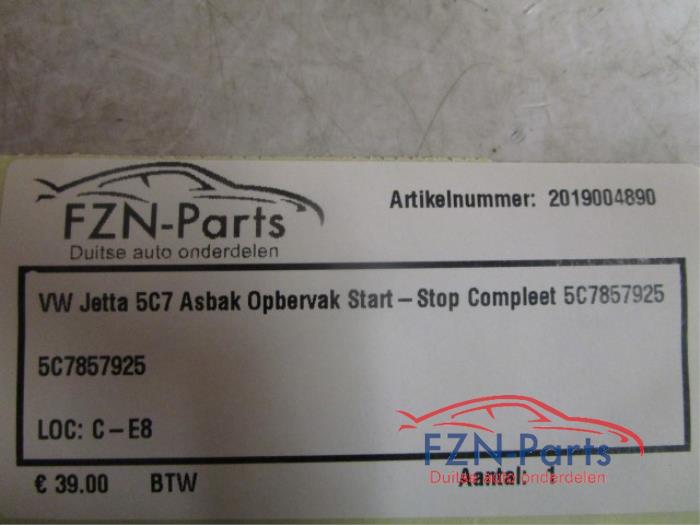 FZN-Parts
Duitse auto onderdelen
Artikelnummer: 2019004890
VW Jetta 5C7 Asbak Opbervak Start – Stop Compleet 5C7857925
5C7857925
LOC: C – E8
€ 39.00 BTW Aantal: 1
FZN-Parts
Duitse auto onderdelen